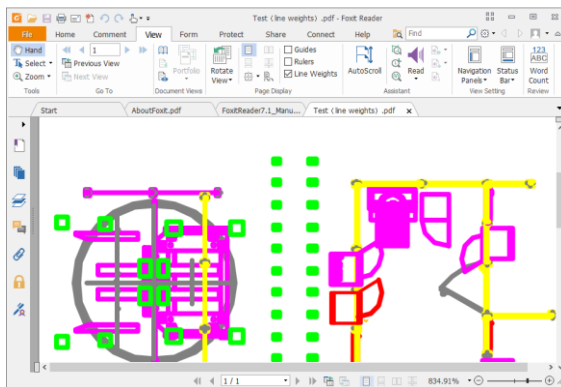 Test (line weights) .pdf - Foxit Reader
File Home Comment View Form Protect Share Connect Help Find
Hand 1 Guides 123
Select Previous View Portfolio Rotate Rulers AutoScroll Read Navigation Status ABC
Zoom Next View View Line Weights Panels Bar Word Count
Tools Go To Document Views Page Display Assistant View Setting Review
Start AboutFoxit.pdf FoxitReader7.1_Manu... Test (line weights) .pdf x
1 / 1 834.91%